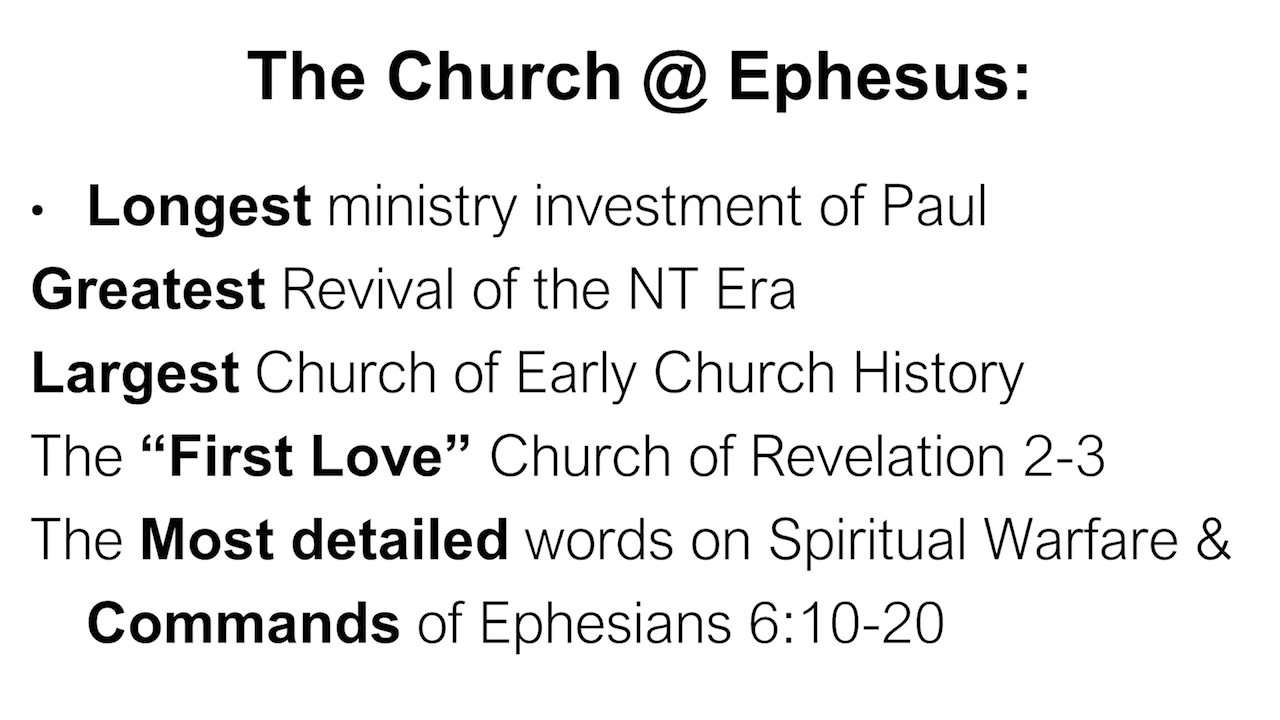 The Church @ Ephesus:
• Longest ministry investment of Paul
Greatest Revival of the NT Era
Largest Church of Early Church History
The “First Love” Church of Revelation 2-3
The Most detailed words on Spiritual Warfare &
Commands of Ephesians 6:10-20